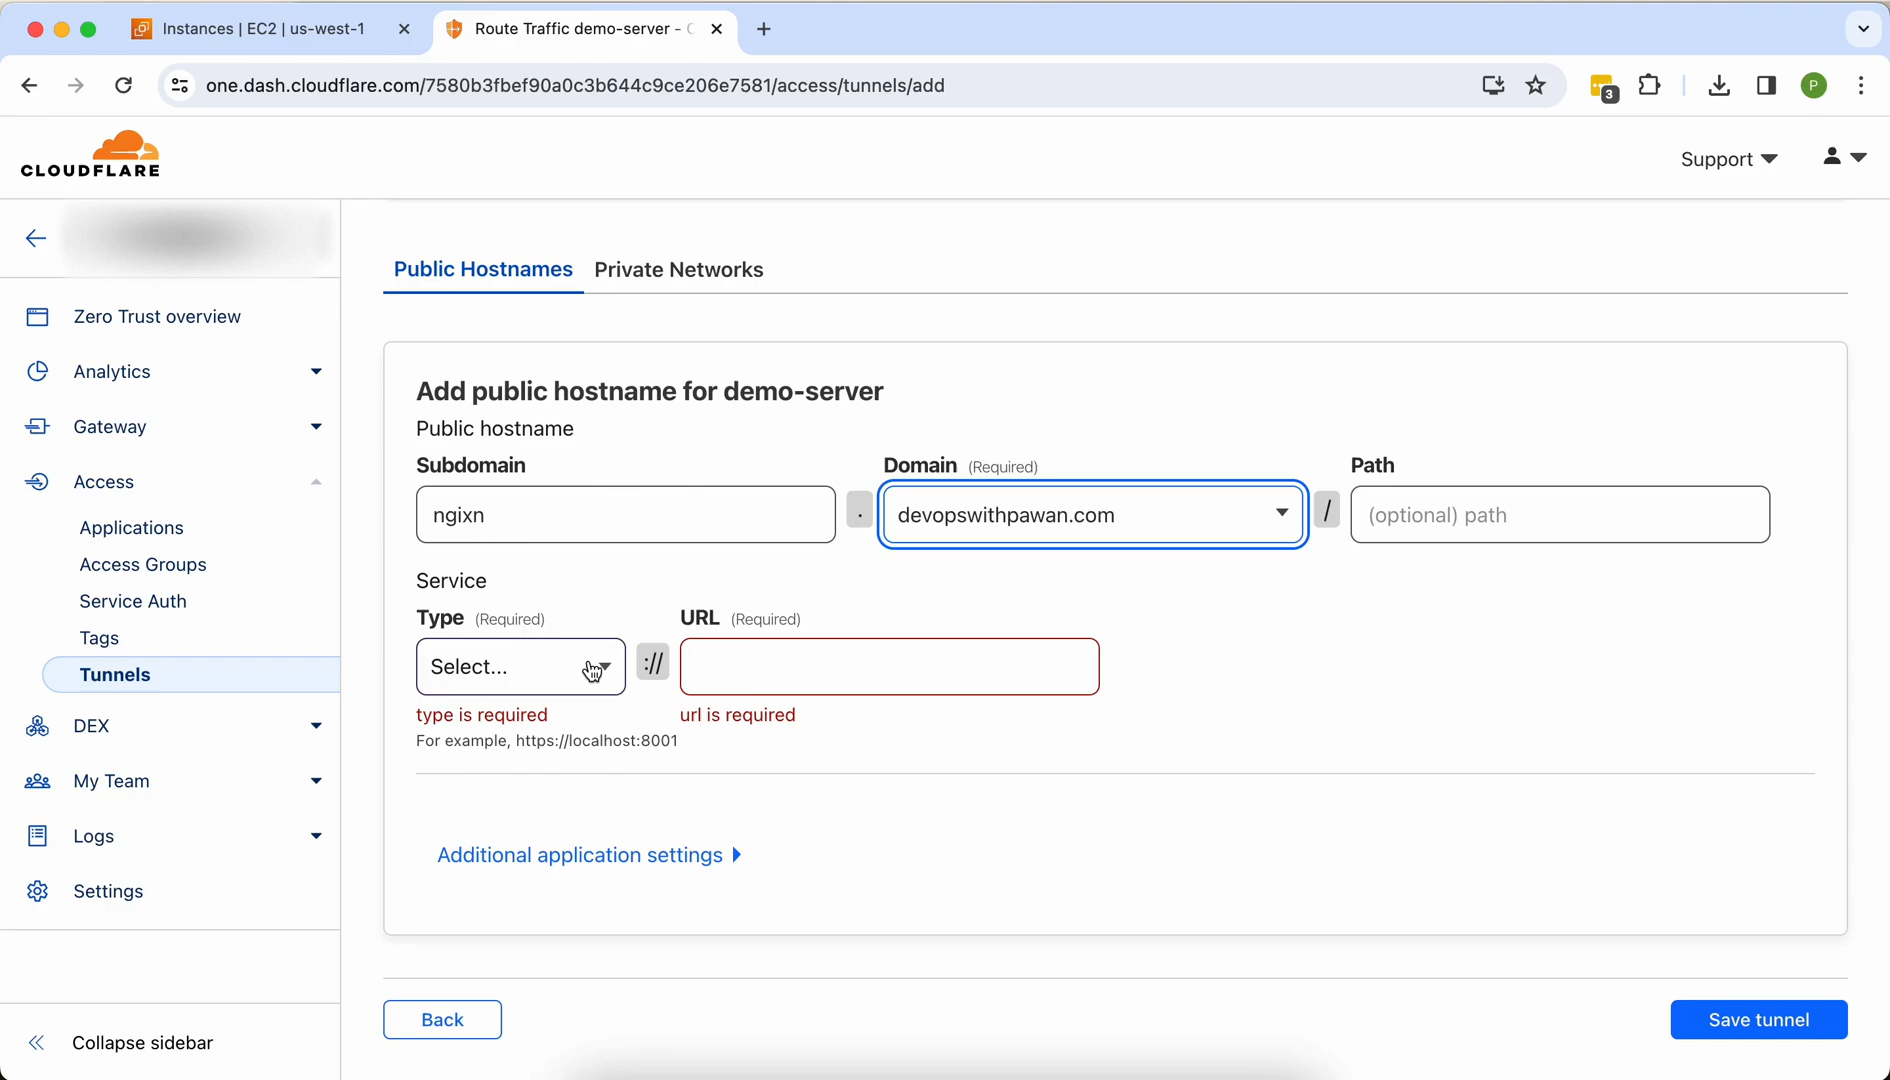 Instances | EC2 | us-west-1
Route Traffic demo-server -
one.dash.cloudflare.com/7580b3fbef90a0c3b644c9ce206e7581/access/tunnels/add
3
P
CLOUDFLARE
Support
Zero Trust overview
Analytics
Gateway
Access
Applications
Access Groups
Service Auth
Tags
Tunnels
DEX
My Team
Logs
Settings
Collapse sidebar
Public Hostnames
Private Networks
Add public hostname for demo-server
Public hostname
Subdomain
Domain (Required)
Path
ngixn
.
devopswithpawan.com
/
(optional) path
Service
Type (Required)
URL (Required)
Select...
://
type is required
url is required
For example, https://localhost:8001
Additional application settings
Back
Save tunnel